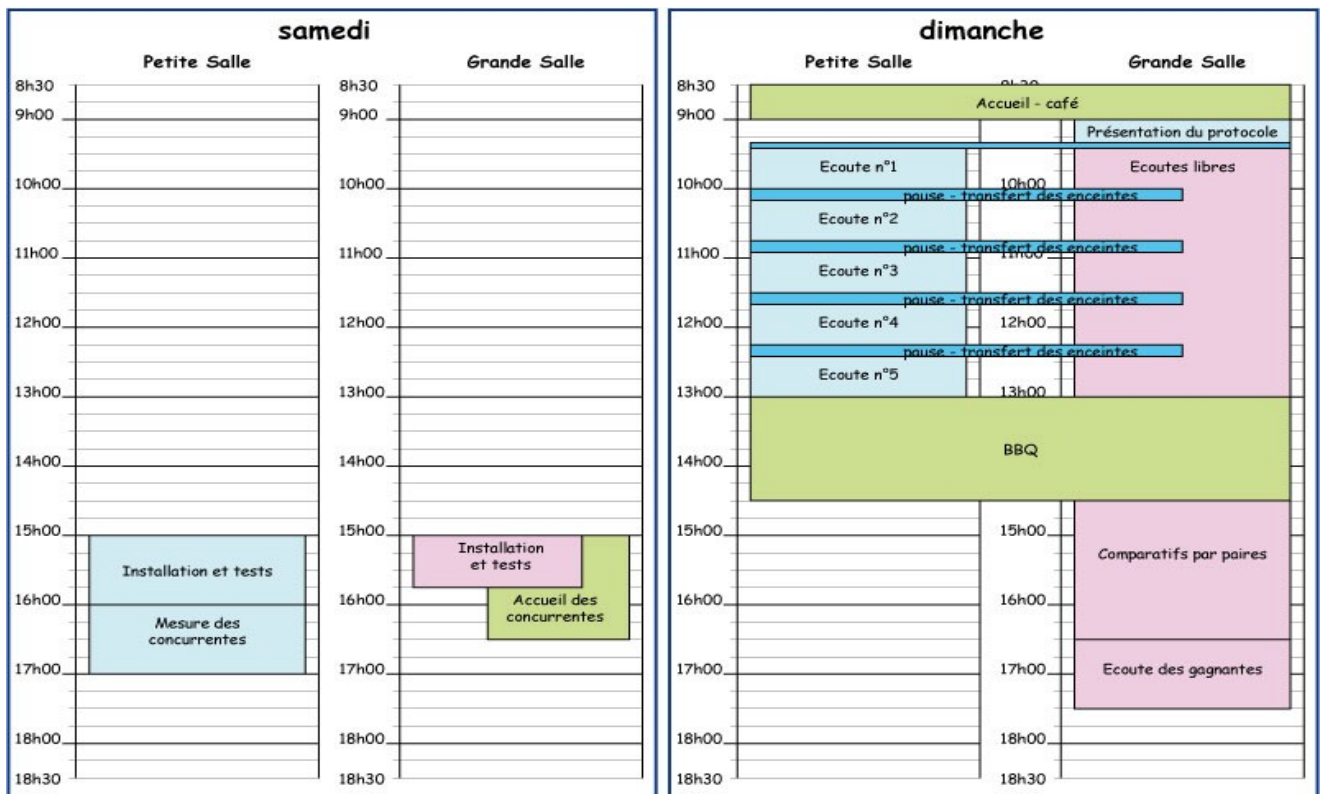 samedi
Petite Salle
Grande Salle
8h30
9h00
10h00
11h00
12h00
13h00
14h00
15h00
16h00
17h00
18h00
18h30
Installation et tests
Mesure des
concurrentes
8h30
9h00
10h00
11h00
12h00
13h00
14h00
15h00
16h00
17h00
18h00
18h30
Installation
et tests
Accueil des
concurrentes
dimanche
Petite Salle
Grande Salle
8h30
9h00
10h00
11h00
12h00
13h00
14h00
15h00
16h00
17h00
18h00
18h30
8h30
Accueil - café
Présentation du protocole
Ecoute n°1
Ecoutes libres
10h00
pause - transfert des enceintes
Ecoute n°2
pause - transfert des enceintes
11h00
Ecoute n°3
pause - transfert des enceintes
Ecoute n°4
12h00
pause - transfert des enceintes
Ecoute n°5
13h00
BBQ
15h00
Comparatifs par paires
16h00
17h00
Ecoute des gagnantes
18h00
18h30